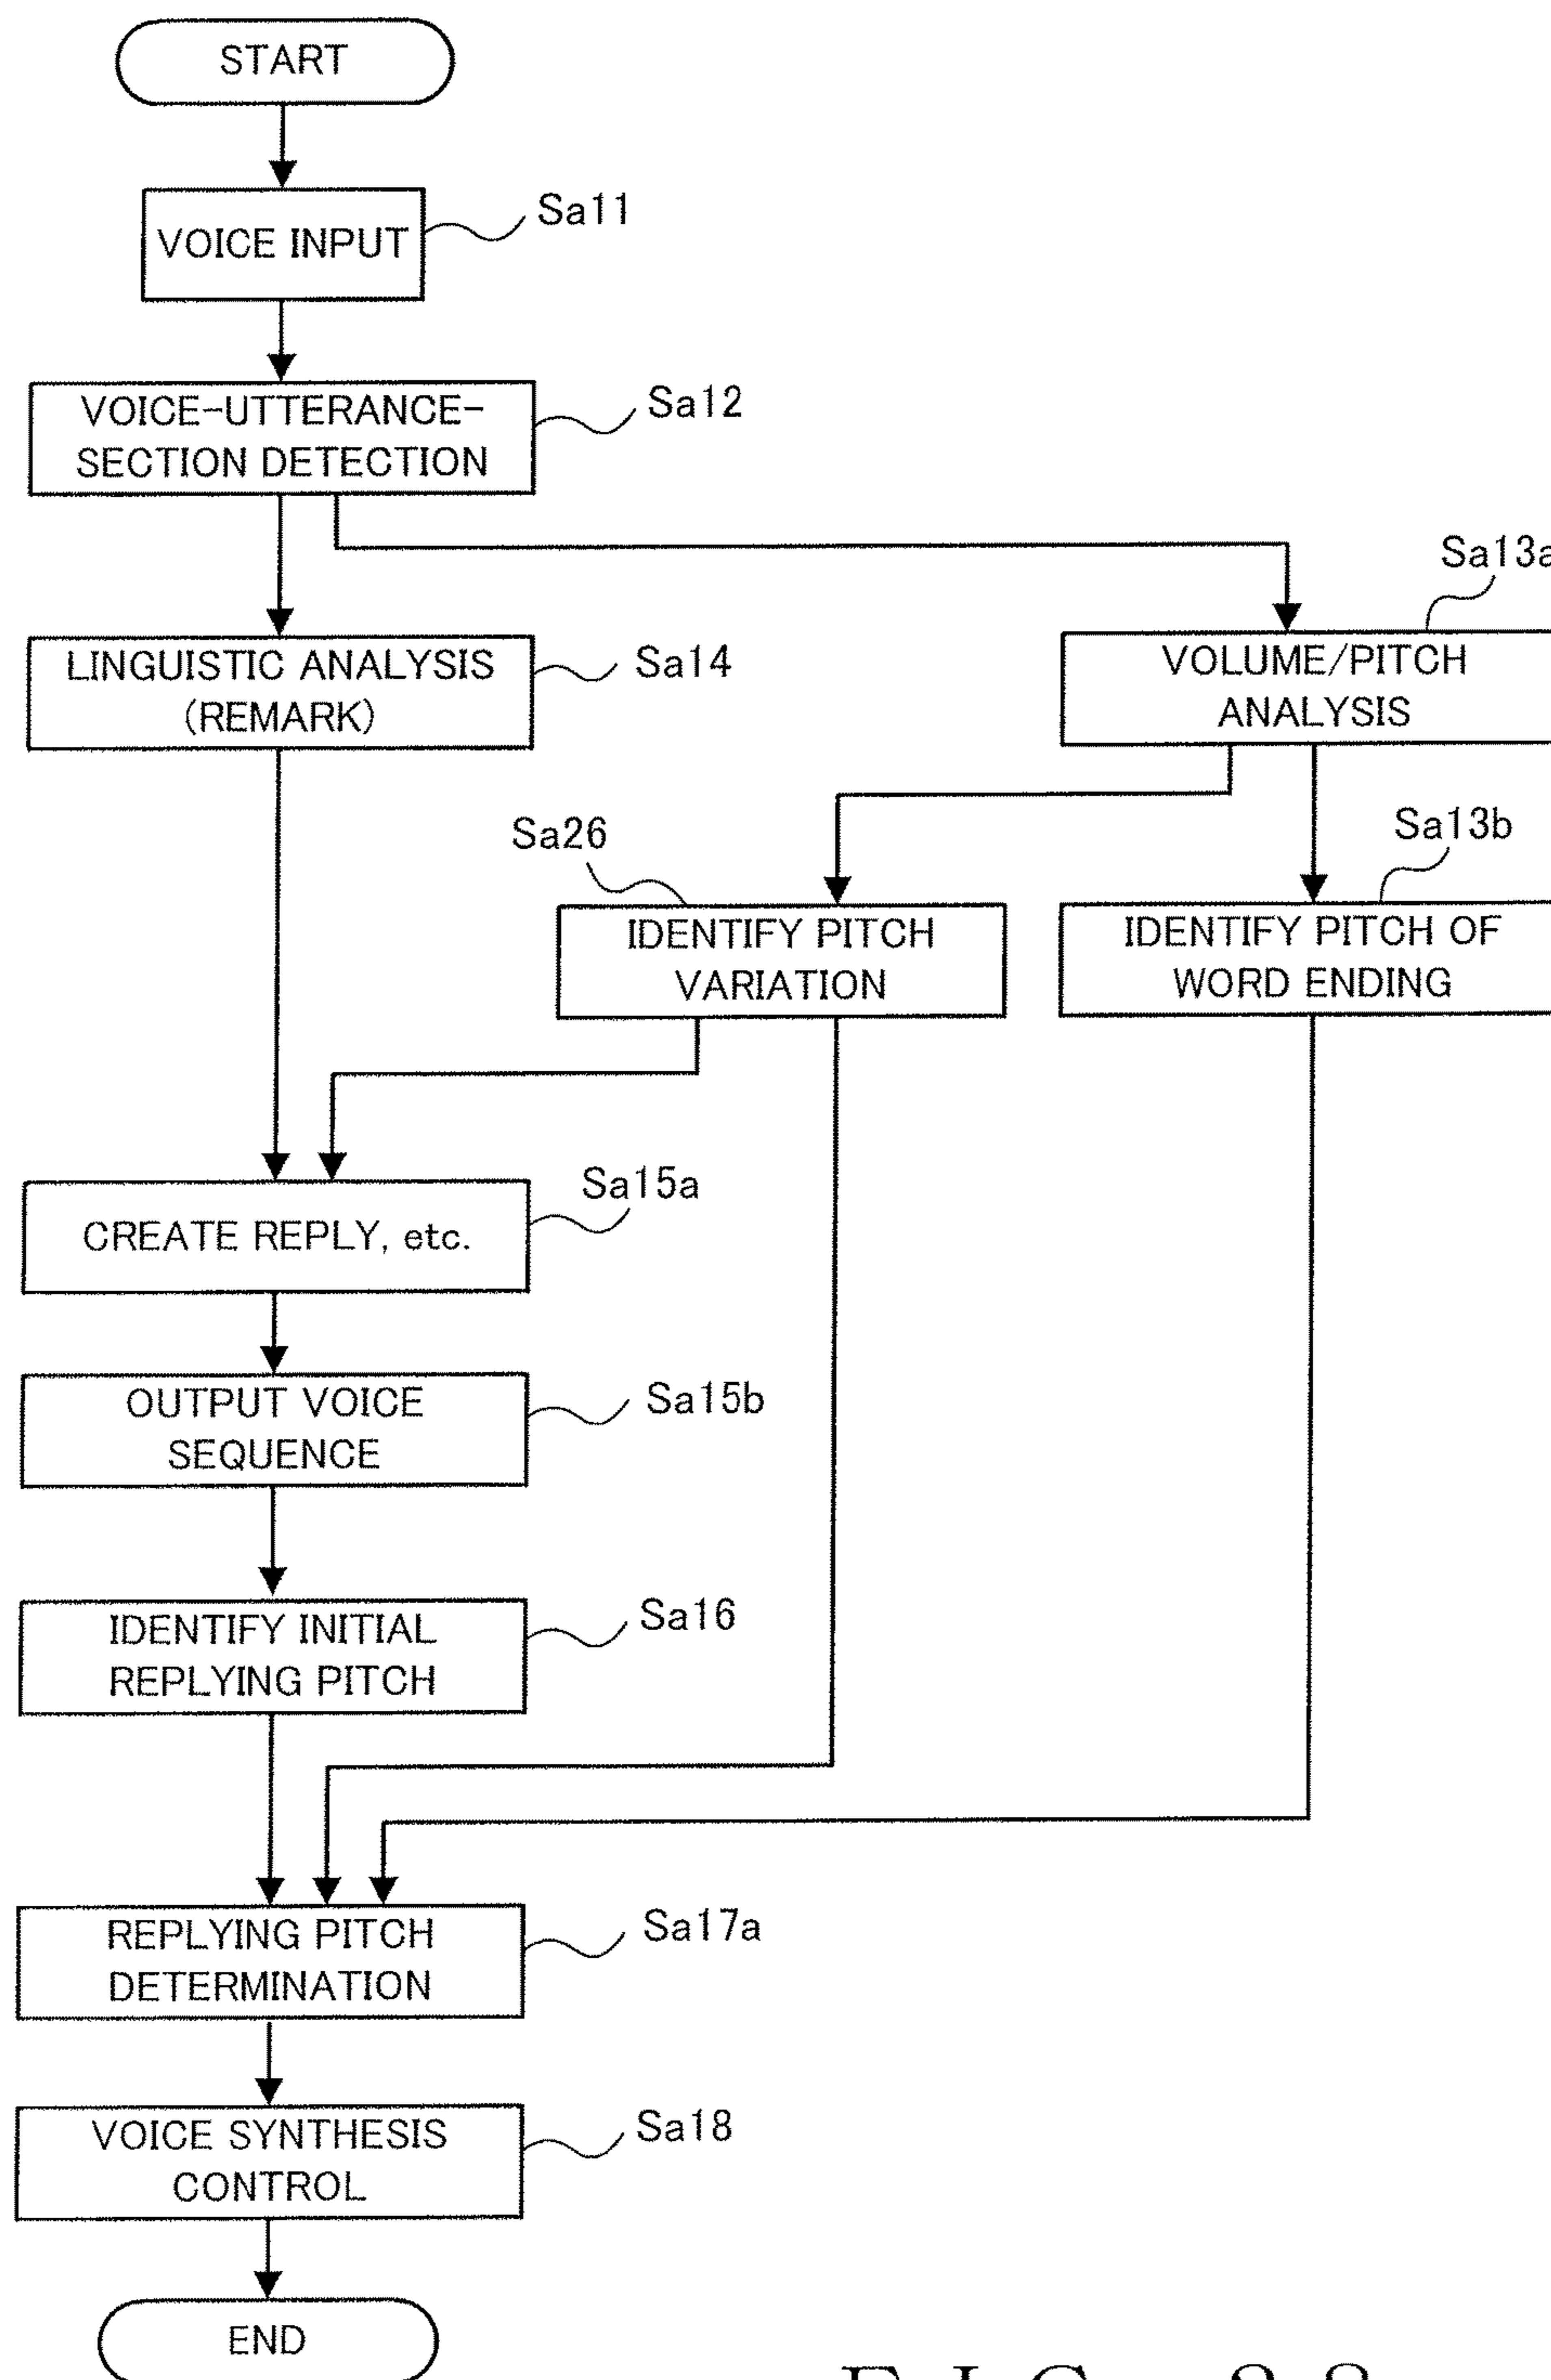 START
VOICE INPUT
Sa11
VOICE-UTTERANCE-
SECTION DETECTION
Sa12
Sa13a
LINGUISTIC ANALYSIS
(REMARK)
Sa14
VOLUME/PITCH
ANALYSIS
Sa26
Sa13b
IDENTIFY PITCH
VARIATION
IDENTIFY PITCH OF
WORD ENDING
Sa15a
CREATE REPLY, etc.
OUTPUT VOICE
SEQUENCE
Sa15b
IDENTIFY INITIAL
REPLYING PITCH
Sa16
REPLYING PITCH
DETERMINATION
Sa17a
VOICE SYNTHESIS
CONTROL
Sa18
END